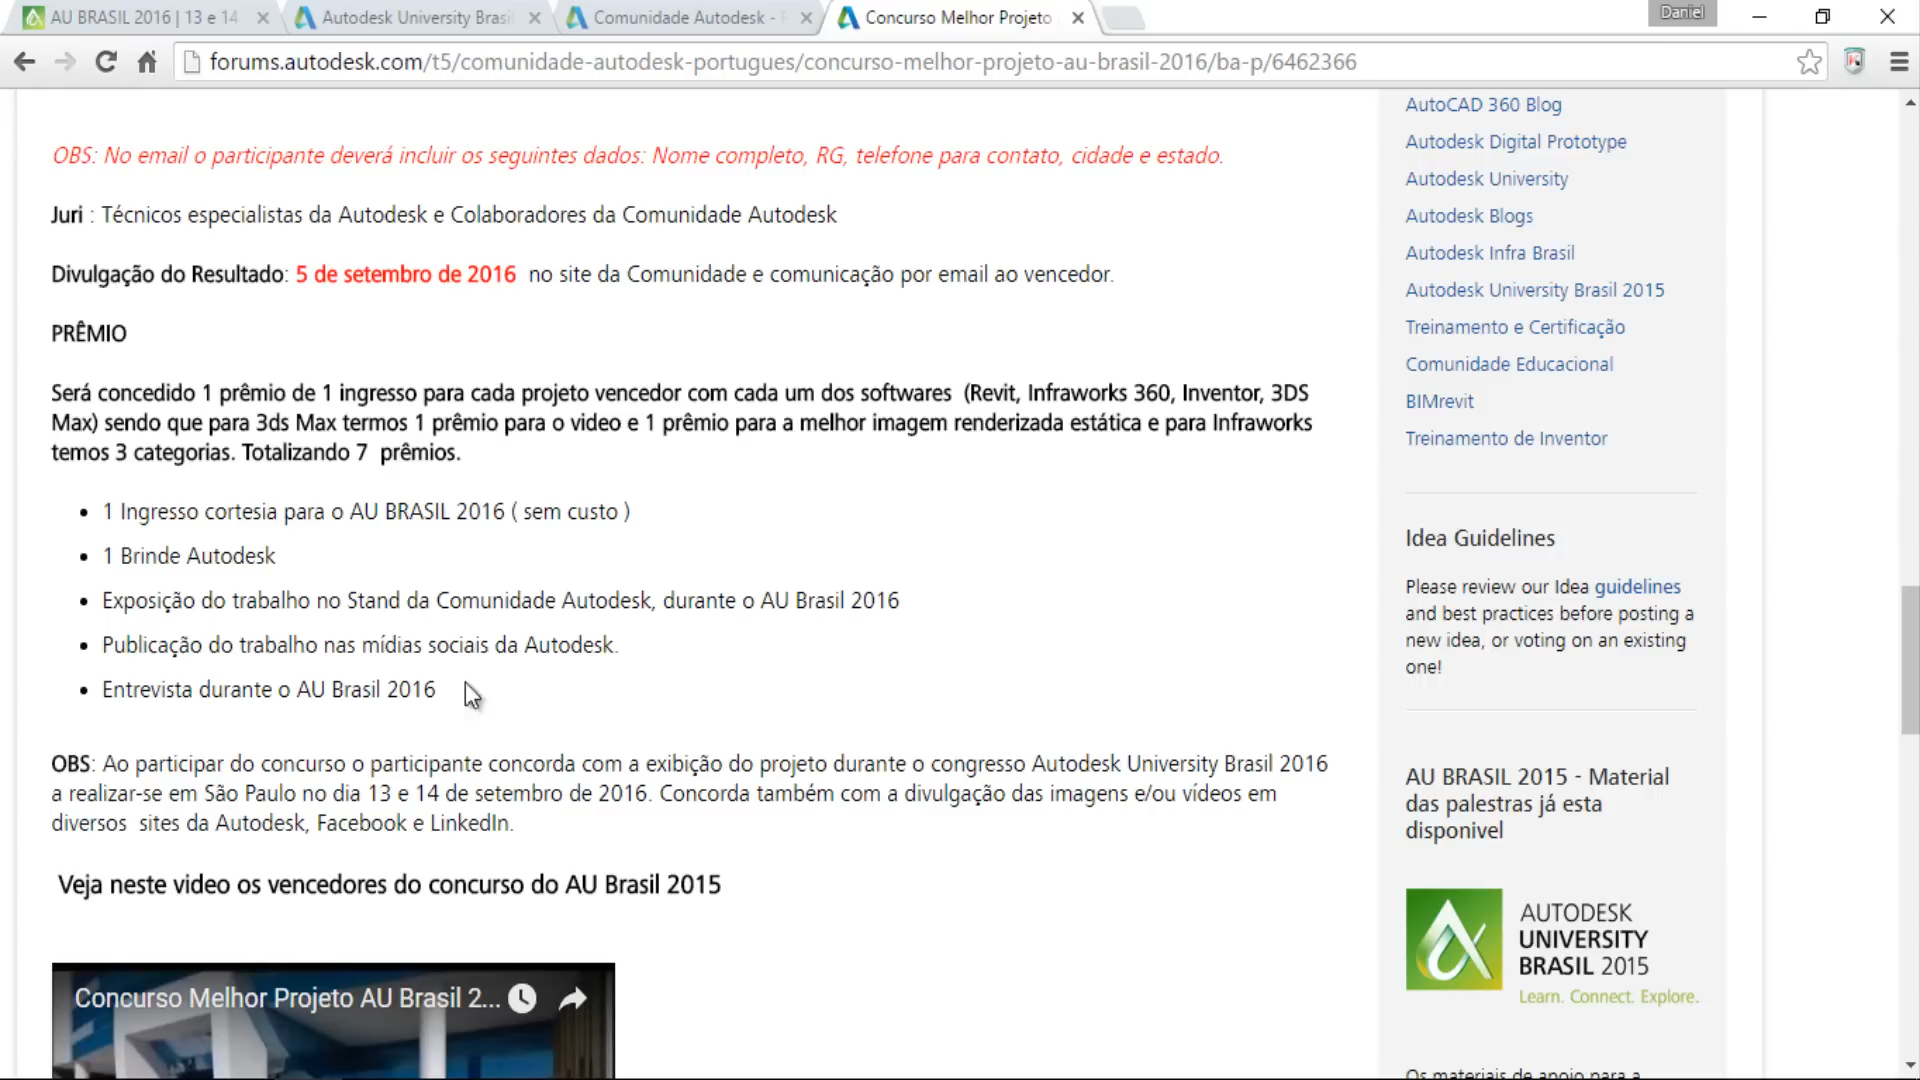 AU BRASIL 2016 | 13 e 14
Autodesk University Brasi
Comunidade Autodesk -
Concurso Melhor Projeto
Daniel
forums.autodesk.com/t5/comunidade-autodesk-portugues/concurso-melhor-projeto-au-brasil-2016/ba-p/6462366
OBS: No email o participante deverá incluir os seguintes dados: Nome completo, RG, telefone para contato, cidade e estado.
Juri : Técnicos especialistas da Autodesk e Colaboradores da Comunidade Autodesk
Divulgação do Resultado: 5 de setembro de 2016 no site da Comunidade e comunicação por email ao vencedor.
PRÊMIO
Será concedido 1 prêmio de 1 ingresso para cada projeto vencedor com cada um dos softwares (Revit, Infraworks 360, Inventor, 3DS
Max) sendo que para 3ds Max termos 1 prêmio para o video e 1 prêmio para a melhor imagem renderizada estática e para Infraworks
temos 3 categorias. Totalizando 7 prêmios.
• 1 Ingresso cortesia para o AU BRASIL 2016 ( sem custo )
• 1 Brinde Autodesk
• Exposição do trabalho no Stand da Comunidade Autodesk, durante o AU Brasil 2016
• Publicação do trabalho nas mídias sociais da Autodesk.
• Entrevista durante o AU Brasil 2016
OBS: Ao participar do concurso o participante concorda com a exibição do projeto durante o congresso Autodesk University Brasil 2016
a realizar-se em São Paulo no dia 13 e 14 de setembro de 2016. Concorda também com a divulgação das imagens e/ou vídeos em
diversos sites da Autodesk, Facebook e LinkedIn.
Veja neste video os vencedores do concurso do AU Brasil 2015
Concurso Melhor Projeto AU Brasil 2...
AutoCAD 360 Blog
Autodesk Digital Prototype
Autodesk University
Autodesk Blogs
Autodesk Infra Brasil
Autodesk University Brasil 2015
Treinamento e Certificação
Comunidade Educacional
BIMrevit
Treinamento de Inventor
Idea Guidelines
Please review our Idea guidelines
and best practices before posting a
new idea, or voting on an existing
one!
AU BRASIL 2015 - Material
das palestras já esta
disponivel
AUTODESK
UNIVERSITY
BRASIL 2015
Learn. Connect. Explore.
Os materiais de apoio para a